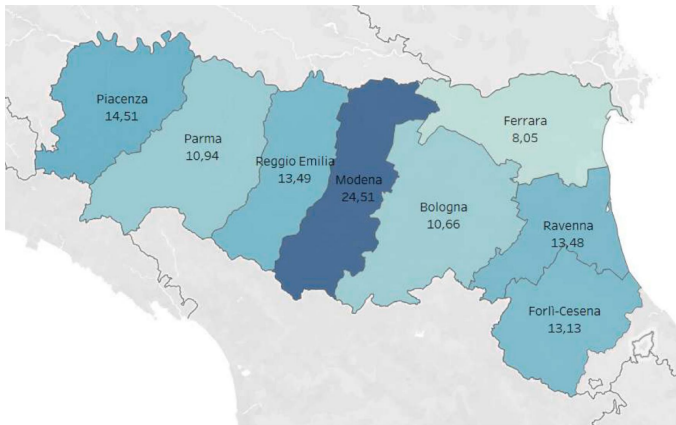 Piacenza
14,51
Parma
10,94
Reggio Emilia
13,49
Modena
24,51
Bologna
10,66
Ferrara
8,05
Ravenna
13,48
Forlì-Cesena
13,13